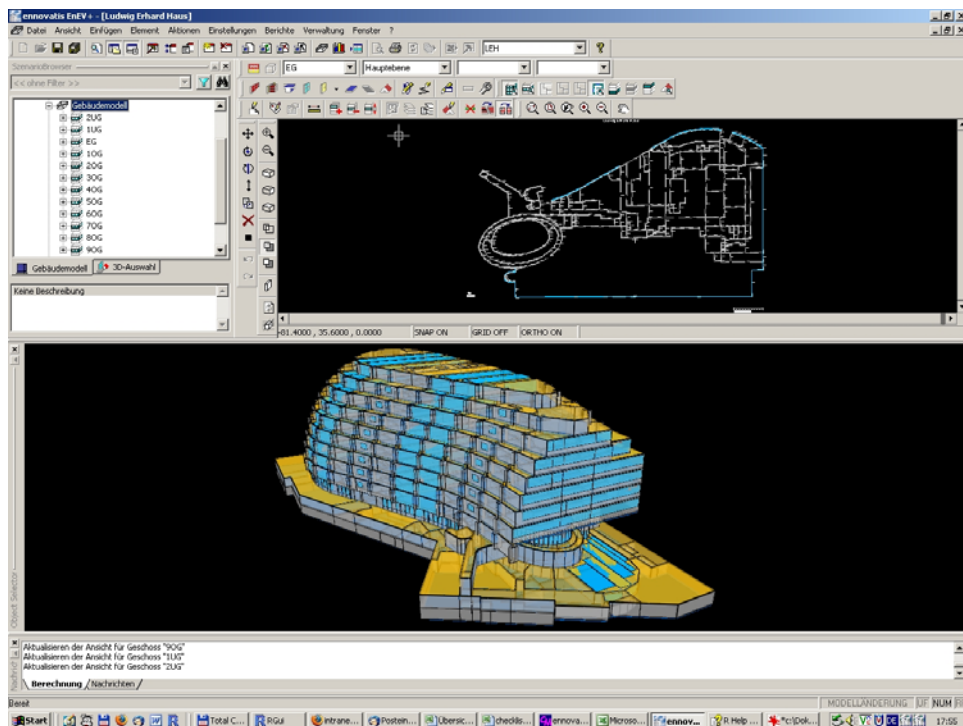 ennovatis EnEV+ - [Ludwig Erhard Haus]
Datei Ansicht Einfügen Element Aktionen Einstellungen Berichte Verwaltung Fenster ?
LEH
ScenarioBrowser
<< ohne Filter >>
EG Hauptebene
Gebäudemodell
2UG
1UG
EG
1OG
2OG
3OG
4OG
5OG
6OG
7OG
8OG
9OG
Gebäudemodell 3D-Auswahl
Keine Beschreibung
-81.4000 , 35.6000 , 0.0000 SNAP ON GRID OFF ORTHO ON
Object Selector
Aktualisieren der Ansicht für Geschoss "9OG"
Aktualisieren der Ansicht für Geschoss "1UG"
Aktualisieren der Ansicht für Geschoss "2UG"
Berechnung Nachrichten
Bereit MODELLÄNDERUNG UF NUM
Start Total C... RGui intrane... Postein... Übersic... checklis... ennova... Microso... ennov... R Help ... *c:\Dok... 17:55